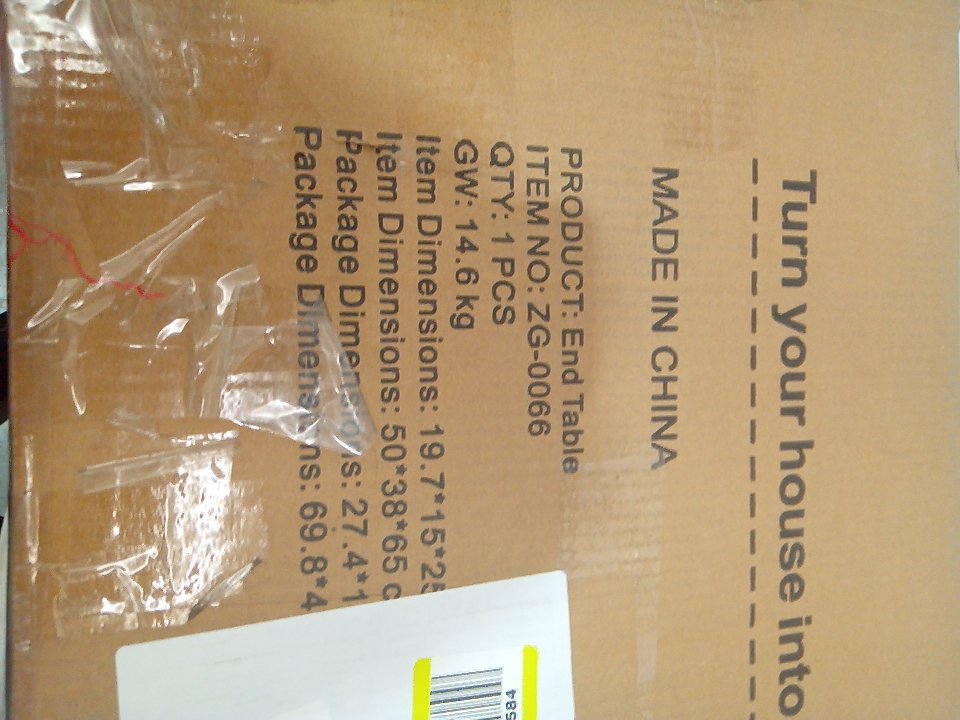 Turn your house into
MADE IN CHINA
PRODUCT: End Table
ITEM NO: ZG-0066
QTY: 1 PCS
GW: 14.6 kg
Item Dimensions: 19.7*15*25
Item Dimensions: 50*38*65 c
Package Dimensions: 27.4*1
Package Dimensions: 69.8*4
584